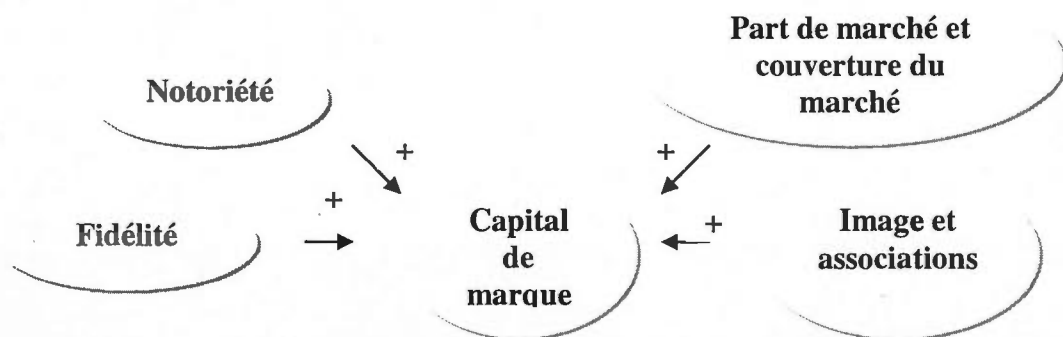 Part de marché et
couverture du
marché
Notoriété
+
+
+
Fidélité
Capital
de
marque
+
Image et
associations